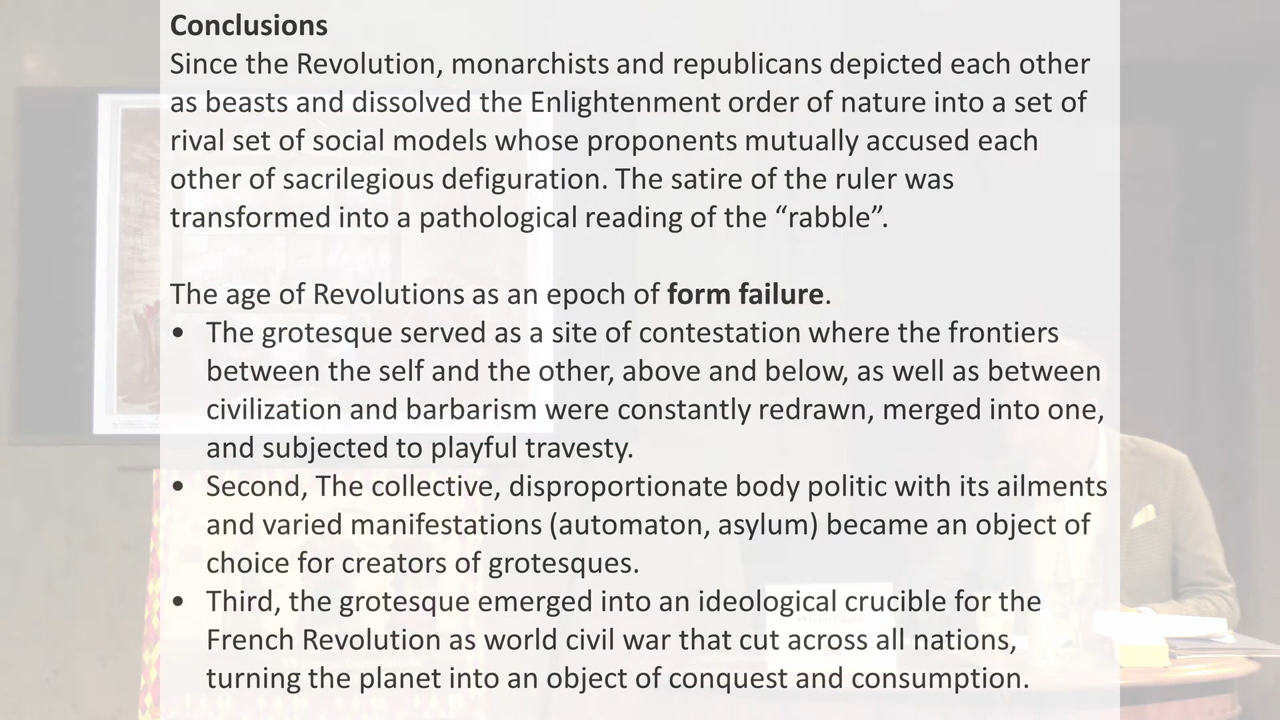 Conclusions
Since the Revolution, monarchists and republicans depicted each other
as beasts and dissolved the Enlightenment order of nature into a set of
rival set of social models whose proponents mutually accused each
other of sacrilegious defiguration. The satire of the ruler was
transformed into a pathological reading of the “rabble”.
The age of Revolutions as an epoch of form failure.
• The grotesque served as a site of contestation where the frontiers
between the self and the other, above and below, as well as between
civilization and barbarism were constantly redrawn, merged into one,
and subjected to playful travesty.
• Second, The collective, disproportionate body politic with its ailments
and varied manifestations (automaton, asylum) became an object of
choice for creators of grotesques.
• Third, the grotesque emerged into an ideological crucible for the
French Revolution as world civil war that cut across all nations,
turning the planet into an object of conquest and consumption.